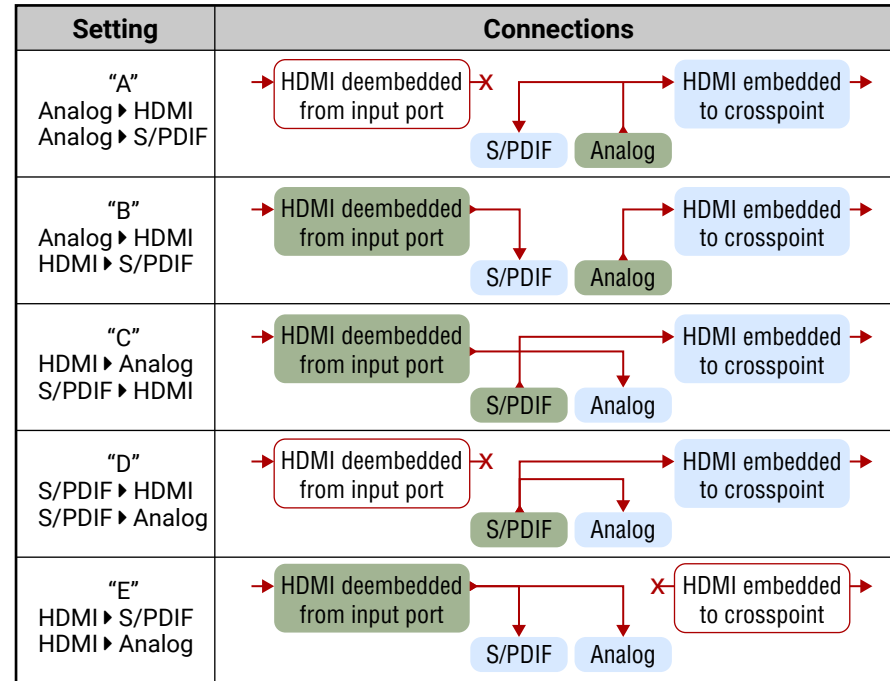 Setting
Connections
“A”
Analog ▸ HDMI
Analog ▸ S/PDIF
HDMI deembedded
from input port
X
S/PDIF
Analog
HDMI embedded
to crosspoint
“B”
Analog ▸ HDMI
HDMI ▸ S/PDIF
HDMI deembedded
from input port
S/PDIF
Analog
HDMI embedded
to crosspoint
“C”
HDMI ▸ Analog
S/PDIF ▸ HDMI
HDMI deembedded
from input port
S/PDIF
Analog
HDMI embedded
to crosspoint
“D”
S/PDIF ▸ HDMI
S/PDIF ▸ Analog
HDMI deembedded
from input port
X
S/PDIF
Analog
HDMI embedded
to crosspoint
“E”
HDMI ▸ S/PDIF
HDMI ▸ Analog
HDMI deembedded
from input port
S/PDIF
Analog
X
HDMI embedded
to crosspoint